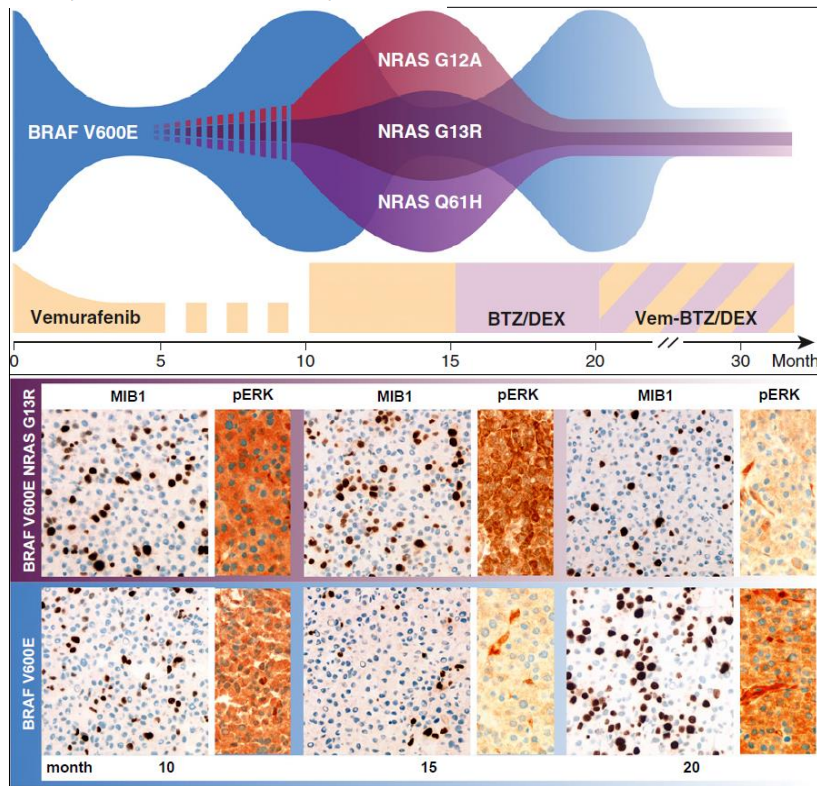 NRAS G12A
BRAF V600E
NRAS G13R
NRAS Q61H
Vemurafenib
BTZ/DEX
Vem-BTZ/DEX
0 5 10 15 20 30 Month
MIB1 pERK MIB1 pERK MIB1 pERK
BRAF V600E NRAS G13R
BRAF V600E
month 10 15 20